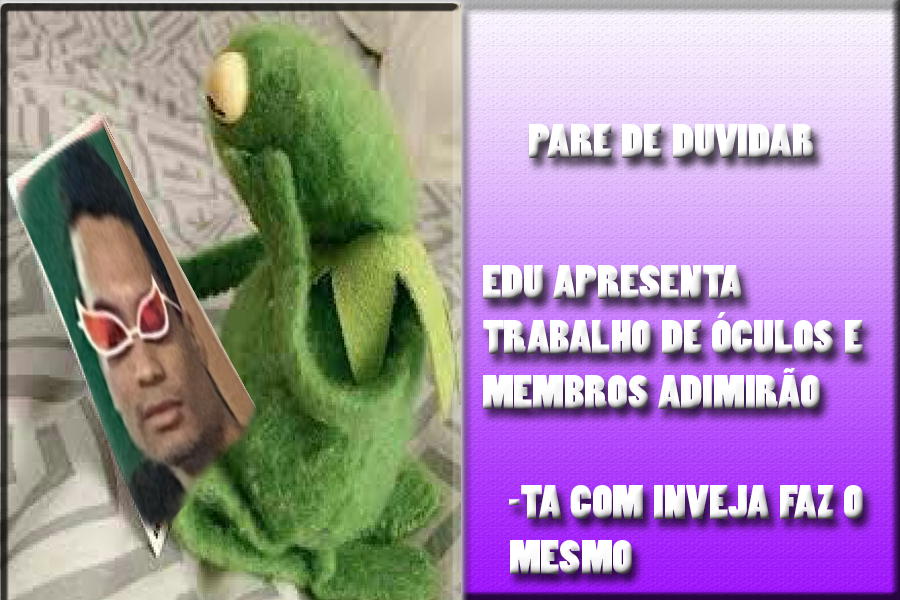 PARE DE DUVIDAR
EDU APRESENTA
TRABALHO DE ÓCULOS E
MEMBROS ADIMIRÃO
-TA COM INVEJA FAZ O
MESMO